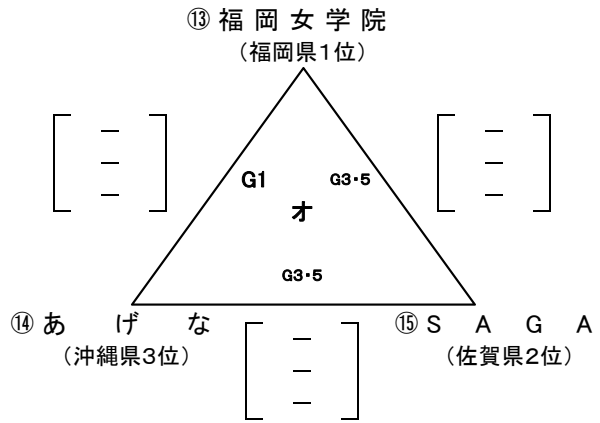 ⑬ 福岡女学院
（福岡県1位）
G1
G3・5
オ
G3・5
⑭ あげな
（沖縄県3位）
⑮ SAGA
（佐賀県2位）